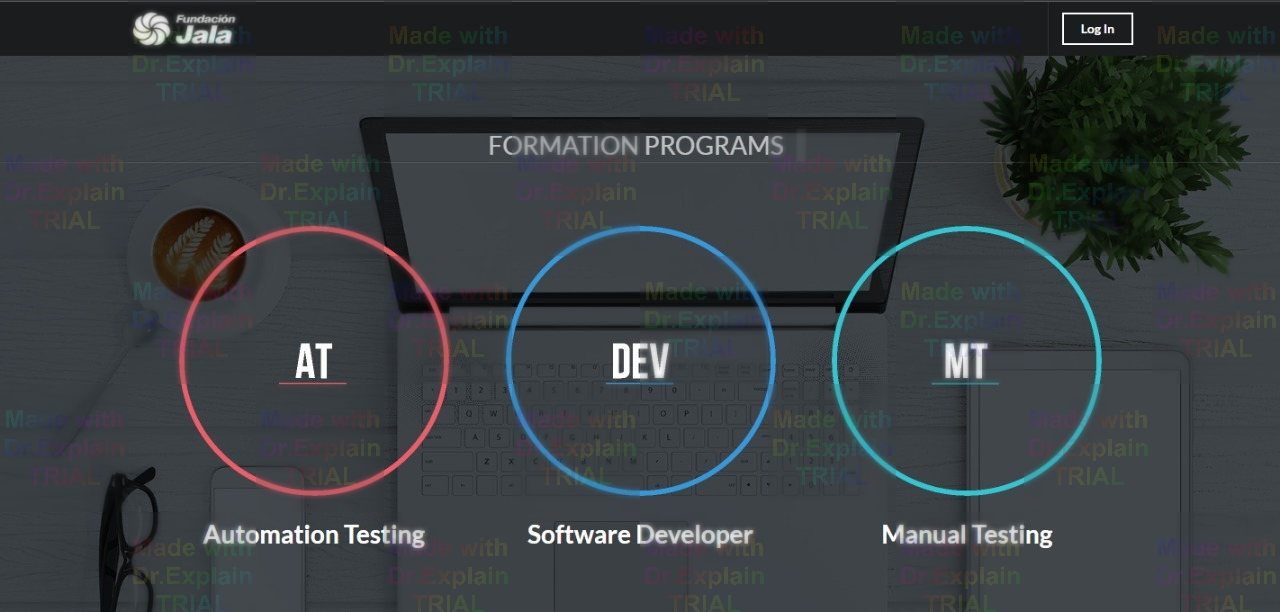 Fundación
Jala
Log In
FORMATION PROGRAMS
AT
DEV
MT
Automation Testing
Software Developer
Manual Testing
Made with
Dr.Explain
TRIAL